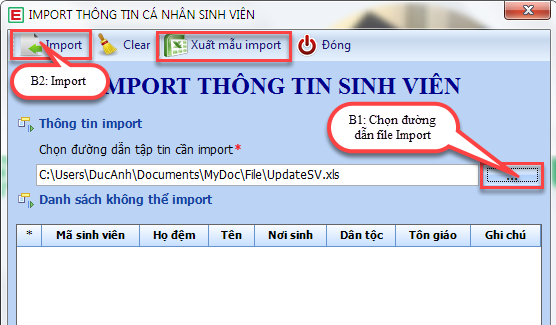 E IMPORT THÔNG TIN CÁ NHÂN SINH VIÊN
Import Clear Xuất mẫu import Đóng
B2: Import
IMPORT THÔNG TIN SINH VIÊN
B1: Chọn đường
dẫn file Import
Thông tin import
Chọn đường dẫn tập tin cần import*
C:\Users\DucAnh\Documents\MyDoc\File\UpdateSV.xls
...
Danh sách không thể import
* Mã sinh viên Họ đệm Tên Nơi sinh Dân tộc Tôn giáo Ghi chú